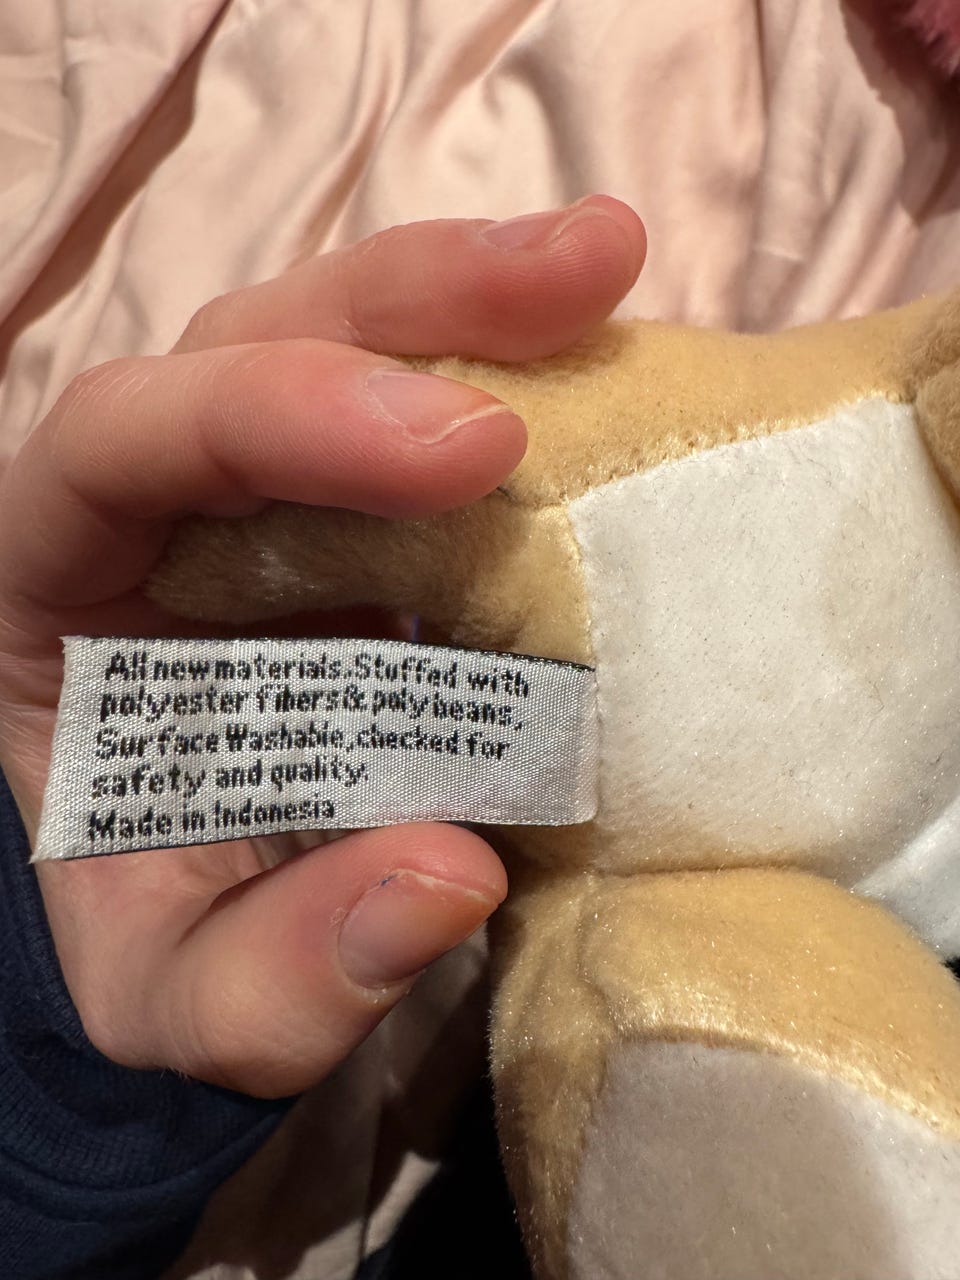 All new materials. Stuffed with
polyester fibers & poly beans,
Surface Washable, checked for
safety and quality.
Made in Indonesia